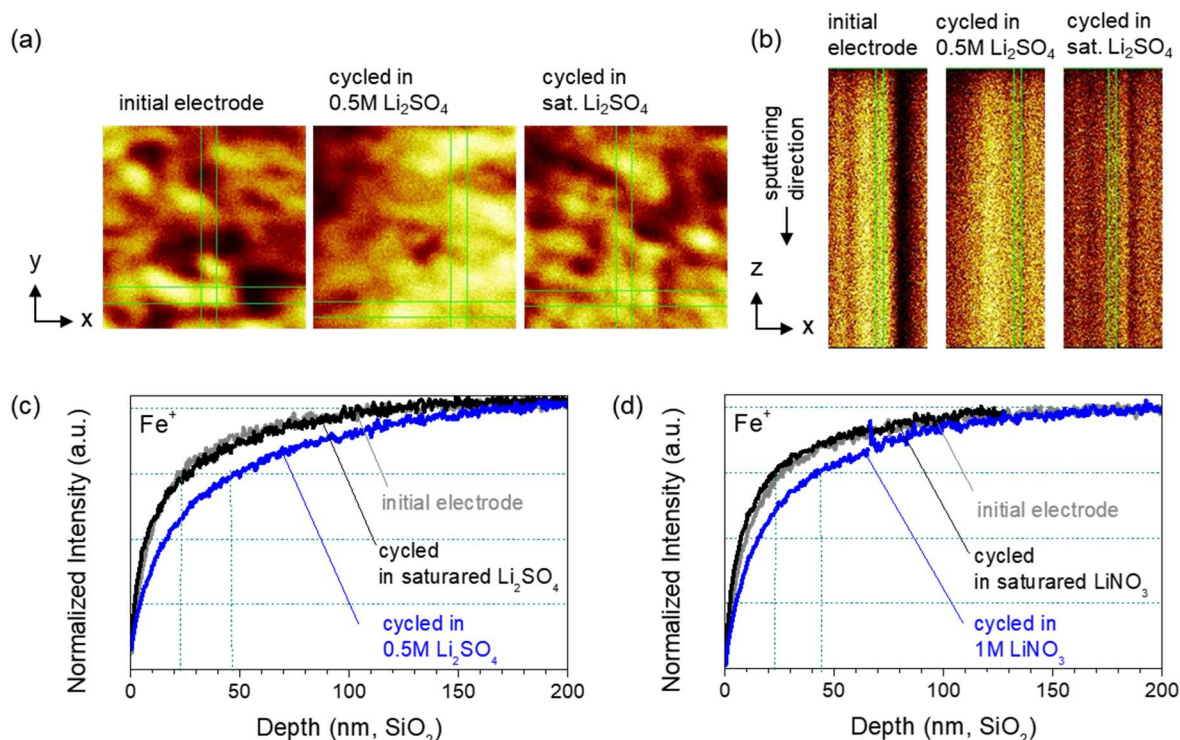 (a)
initial electrode
cycled in
0.5M Li₂SO₄
cycled in
sat. Li₂SO₄
y
x
(b)
initial
electrode
cycled in
0.5M Li₂SO₄
cycled in
sat. Li₂SO₄
sputtering
direction
z
x
(c)
Fe⁺
initial electrode
cycled
in saturared Li₂SO₄
cycled in
0.5M Li₂SO₄
Normalized Intensity (a.u.)
0 50 100 150 200
Depth (nm, SiO₂)
(d)
Fe⁺
initial electrode
cycled
in saturared LiNO₃
cycled in
1M LiNO₃
Normalized Intensity (a.u.)
0 50 100 150 200
Depth (nm, SiO₂)